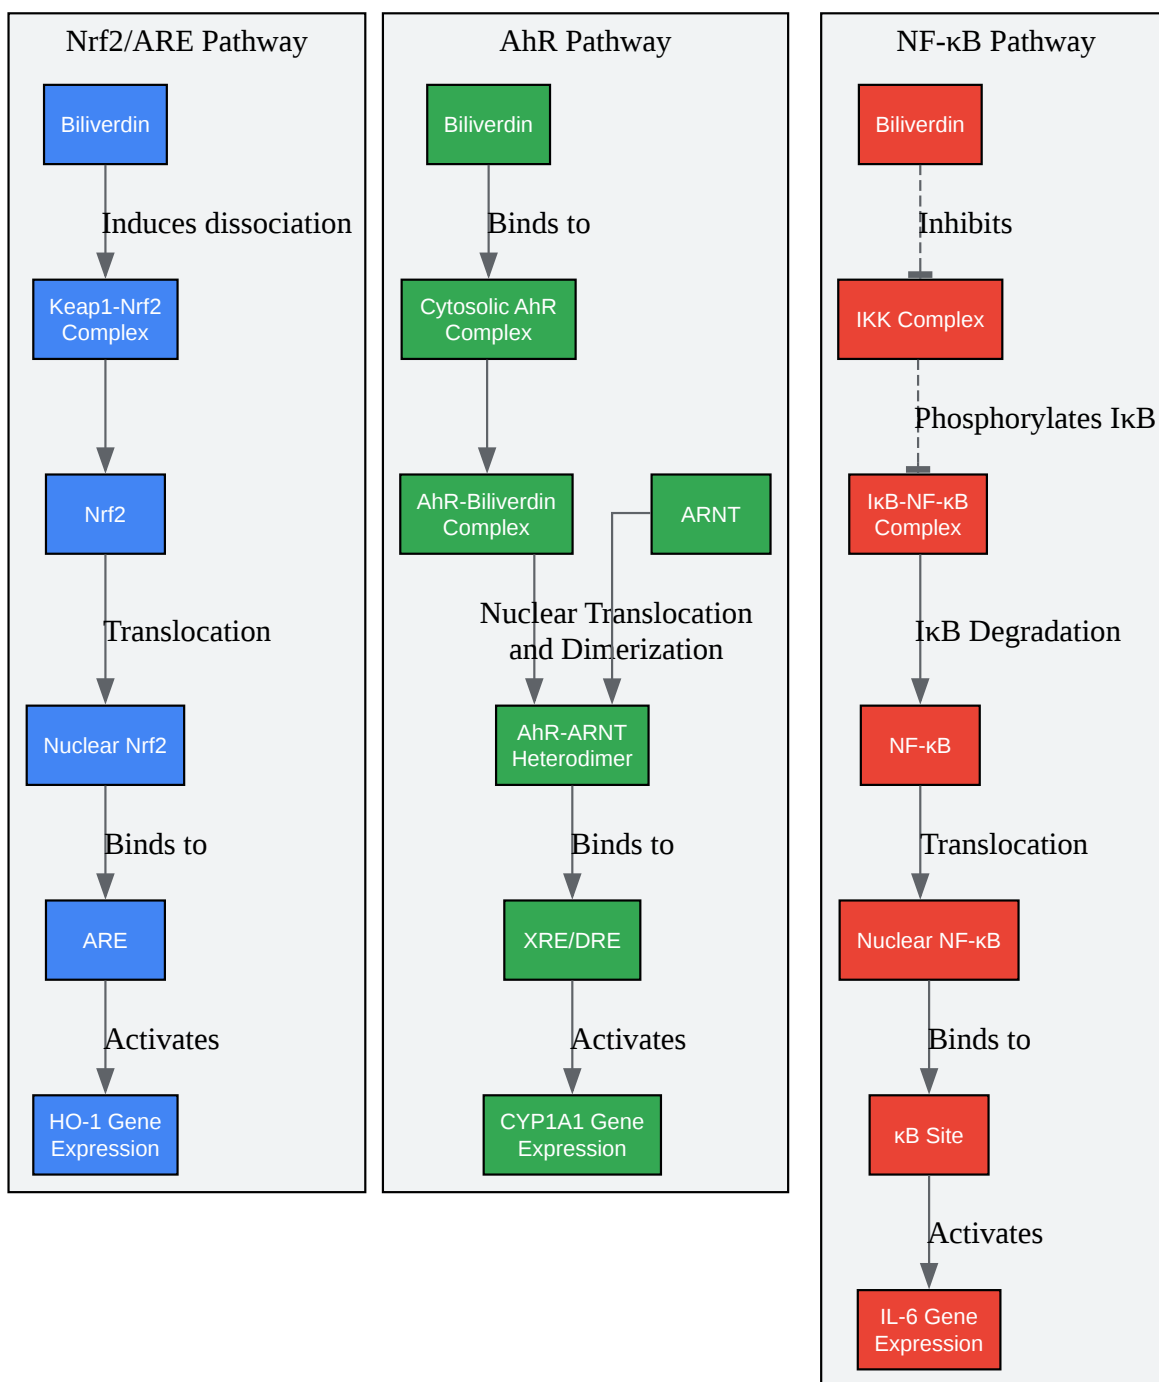 Nrf2/ARE Pathway
Biliverdin
Induces dissociation
Keap1-Nrf2
Complex
Nrf2
Translocation
Nuclear Nrf2
Binds to
ARE
Activates
HO-1 Gene
Expression
AhR Pathway
Biliverdin
Binds to
Cytosolic AhR
Complex
AhR-Biliverdin
Complex
ARNT
Nuclear Translocation
and Dimerization
AhR-ARNT
Heterodimer
Binds to
XRE/DRE
Activates
CYP1A1 Gene
Expression
NF-κB Pathway
Biliverdin
Inhibits
IKK Complex
Phosphorylates IκB
IκB-NF-κB
Complex
IκB Degradation
NF-κB
Translocation
Nuclear NF-κB
Binds to
κB Site
Activates
IL-6 Gene
Expression